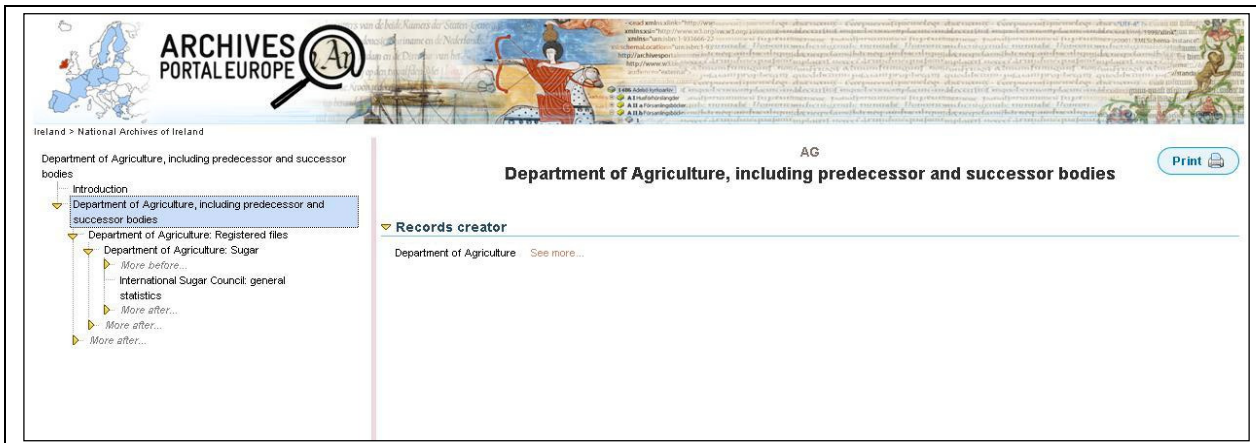 ARCHIVES
PORTAL EUROPE
Ireland > National Archives of Ireland
Department of Agriculture, including predecessor and successor
bodies
Introduction
Department of Agriculture, including predecessor and
successor bodies
Department of Agriculture: Registered files
Department of Agriculture: Sugar
More before...
International Sugar Council: general
statistics
More after...
More after...
More after...
AG
Department of Agriculture, including predecessor and successor bodies
Print
Records creator
Department of Agriculture See more...